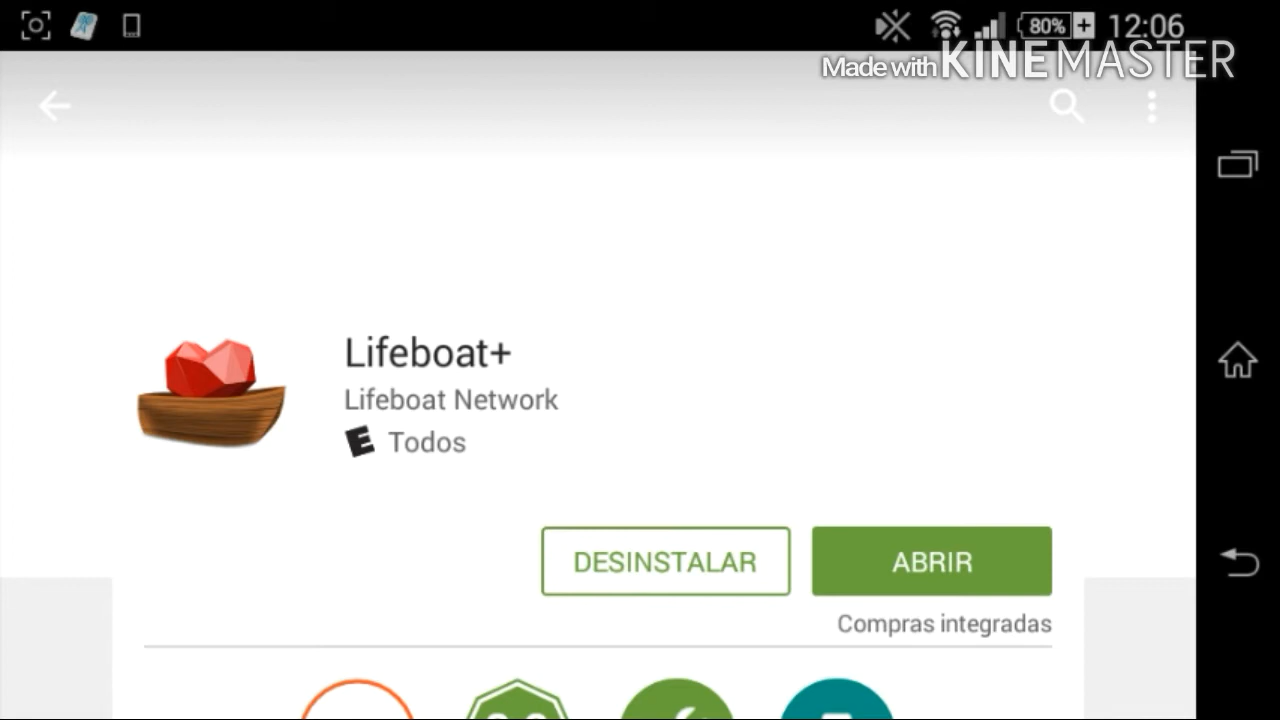 80% 12:06
Made with KINEMASTER
Lifeboat+
Lifeboat Network
E Todos
DESINSTALAR
ABRIR
Compras integradas